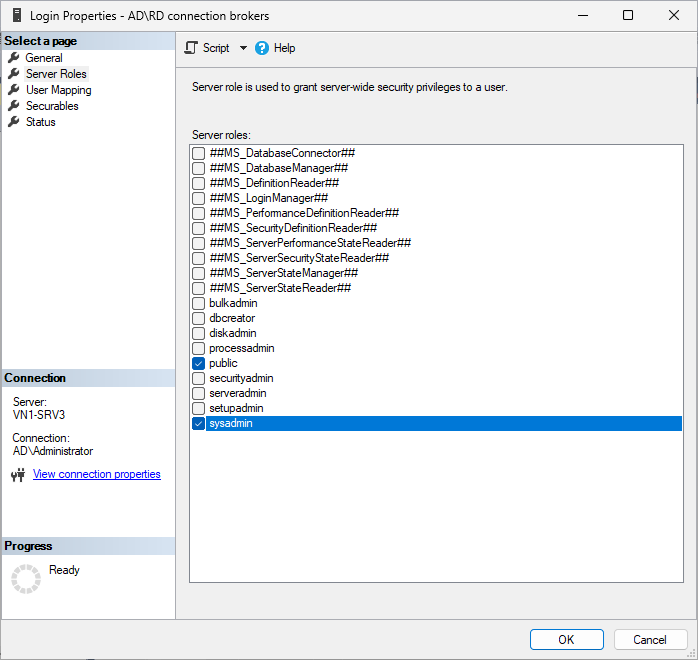 Login Properties - AD\RD connection brokers
Select a page
General
Server Roles
User Mapping
Securables
Status
Script
Help
Server role is used to grant server-wide security privileges to a user.
Server roles:
##MS_DatabaseConnector##
##MS_DatabaseManager##
##MS_DefinitionReader##
##MS_LoginManager##
##MS_PerformanceDefinitionReader##
##MS_SecurityDefinitionReader##
##MS_ServerPerformanceStateReader##
##MS_ServerSecurityStateReader##
##MS_ServerStateManager##
##MS_ServerStateReader##
bulkadmin
dbcreator
diskadmin
processadmin
public
securityadmin
serveradmin
setupadmin
sysadmin
Connection
Server:
VN1-SRV3
Connection:
AD\Administrator
View connection properties
Progress
Ready
OK
Cancel